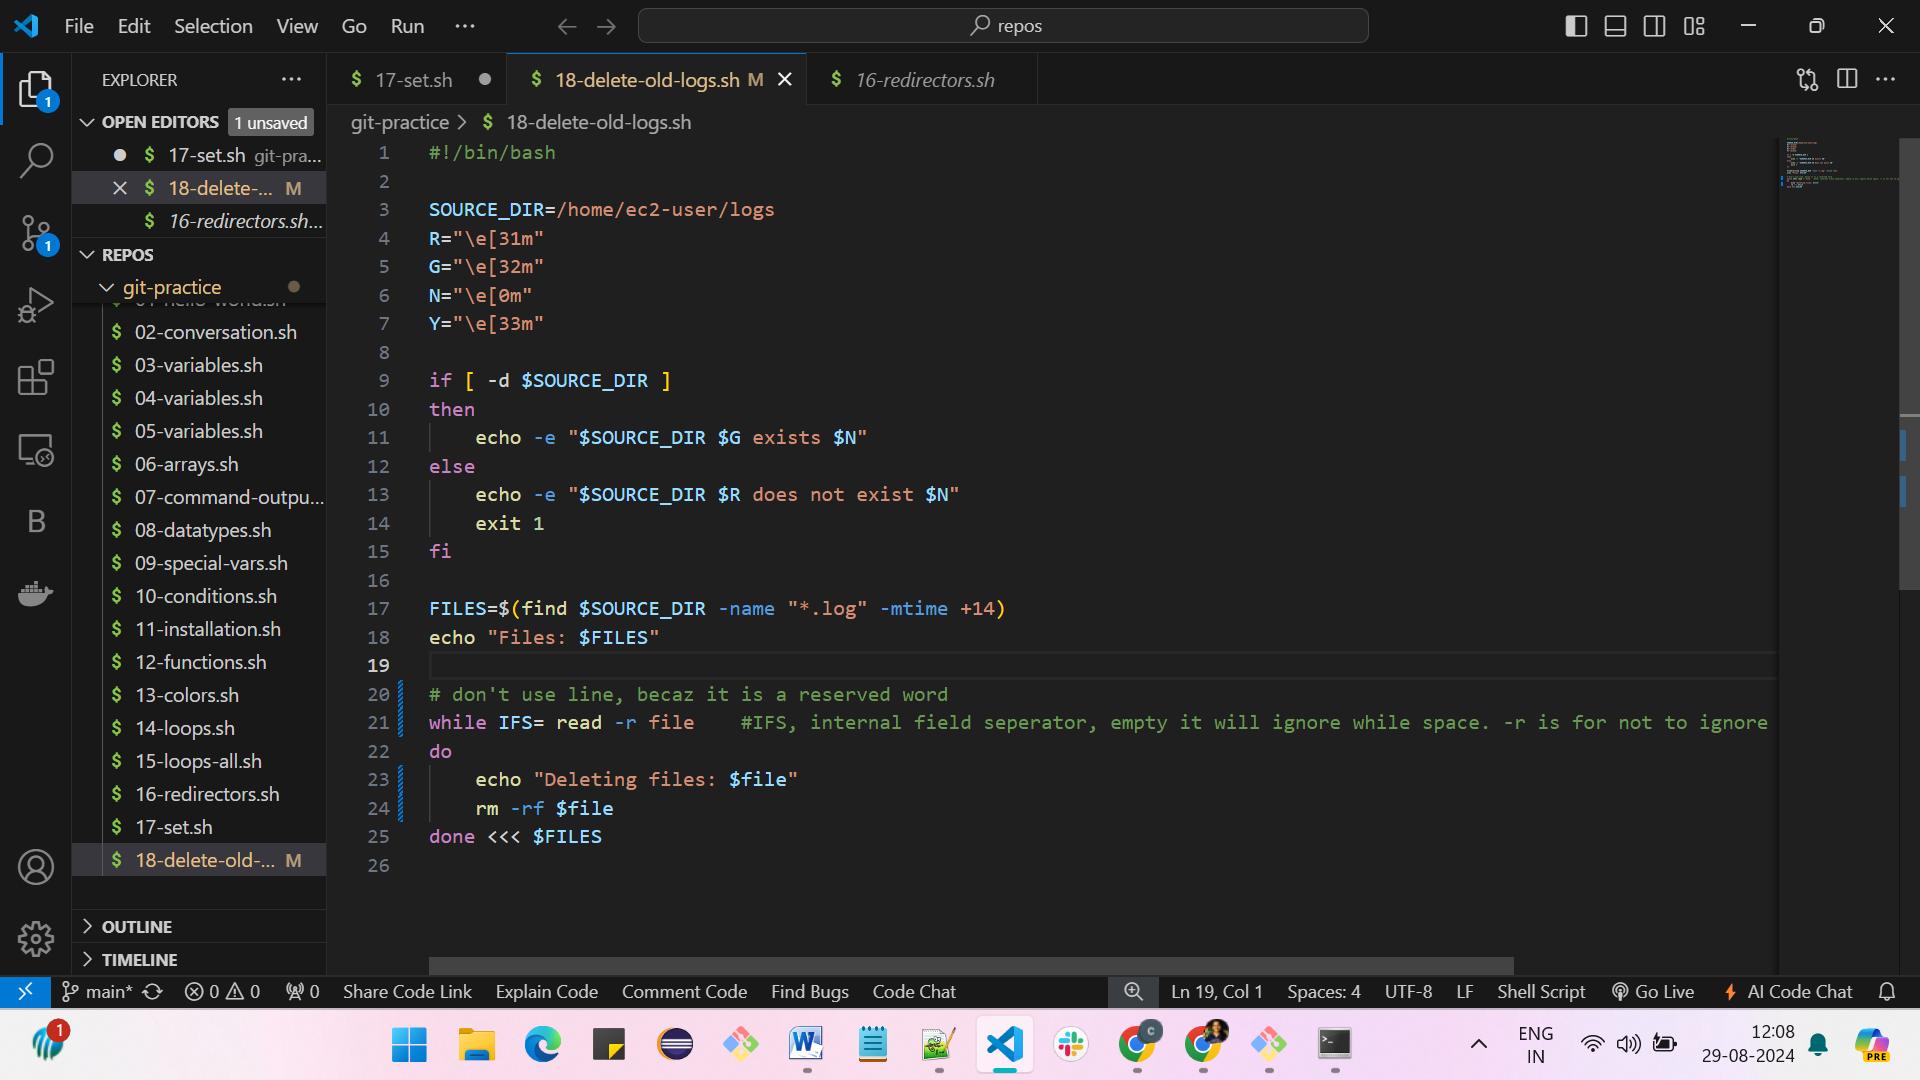 File Edit Selection View Go Run ···
repos
EXPLORER ···
17-set.sh
18-delete-old-logs.sh M
16-redirectors.sh
1
OPEN EDITORS 1 unsaved
17-set.sh git-pra...
18-delete-... M
16-redirectors.sh...
1
REPOS
git-practice
02-conversation.sh
03-variables.sh
04-variables.sh
05-variables.sh
06-arrays.sh
07-command-outpu...
08-datatypes.sh
09-special-vars.sh
10-conditions.sh
11-installation.sh
12-functions.sh
13-colors.sh
14-loops.sh
15-loops-all.sh
16-redirectors.sh
17-set.sh
18-delete-old-... M
OUTLINE
TIMELINE
git-practice > $ 18-delete-old-logs.sh
1 #!/bin/bash
2
3 SOURCE_DIR=/home/ec2-user/logs
4 R="\e[31m"
5 G="\e[32m"
6 N="\e[0m"
7 Y="\e[33m"
8
9 if [ -d $SOURCE_DIR ]
10 then
11 echo -e "$SOURCE_DIR $G exists $N"
12 else
13 echo -e "$SOURCE_DIR $R does not exist $N"
14 exit 1
15 fi
16
17 FILES=$(find $SOURCE_DIR -name "*.log" -mtime +14)
18 echo "Files: $FILES"
19
20 # don't use line, becaz it is a reserved word
21 while IFS= read -r file #IFS, internal field seperator, empty it will ignore while space. -r is for not to ignore
22 do
23 echo "Deleting files: $file"
24 rm -rf $file
25 done <<< $FILES
26
main* 0 0 0 Share Code Link Explain Code Comment Code Find Bugs Code Chat Ln 19, Col 1 Spaces: 4 UTF-8 LF Shell Script Go Live AI Code Chat
1
ENG
IN
12:08
29-08-2024
PRE